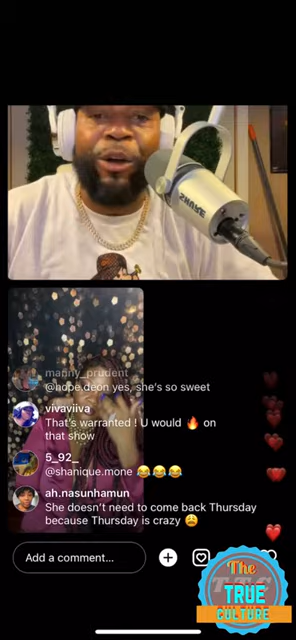 SHURE
manny_prudent
@hope.deon yes, she's so sweet
vivaviiva
That's warranted ! U would 🔥 on
that show
5_92_
@shanique.mone 😂😂😂
ah.nasunhamun
She doesn't need to come back Thursday
because Thursday is crazy 😩
Add a comment…
The
T.T.C
TRUE
CULTURE